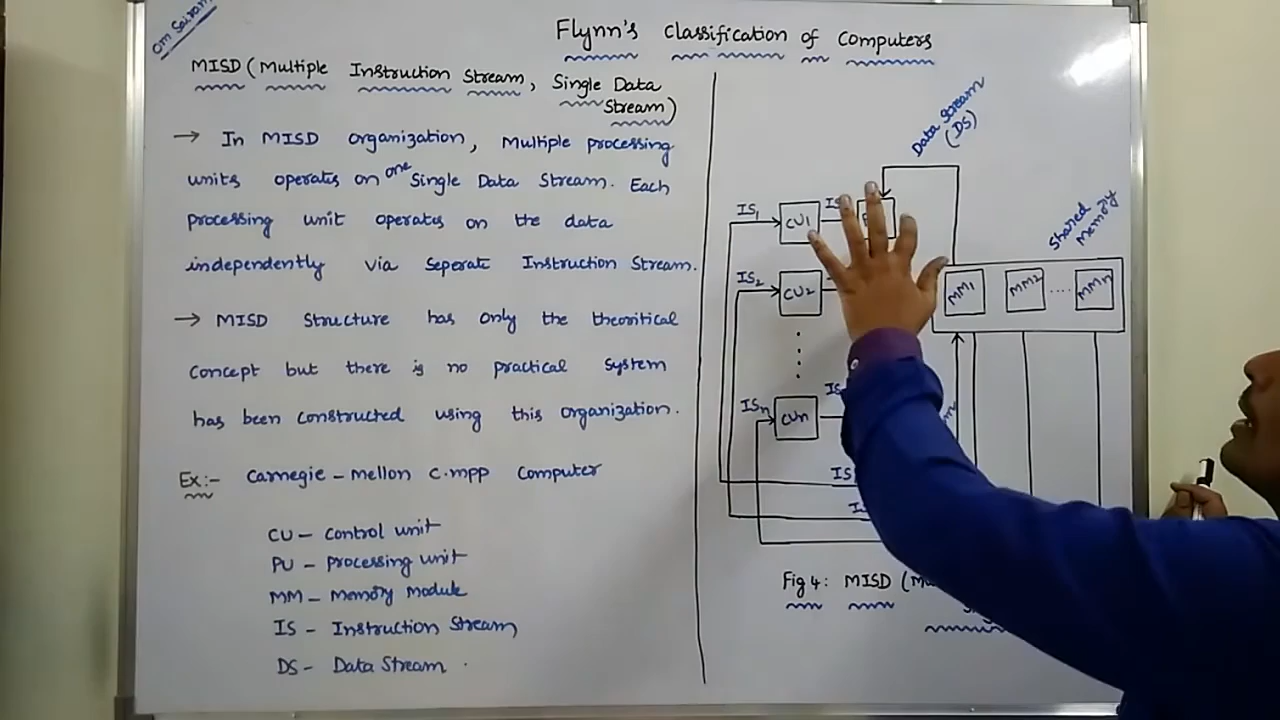 Om Sairam
Flynn's Classification of Computers
MISD (Multiple Instruction Stream, Single Data
Stream)
→ In MISD organization, Multiple processing
units operates on one Single Data Stream. Each
processing unit operates on the data
independently via Seperate Instruction Stream.
→ MISD Structure has only the theoritical
concept but there is no practical system
has been constructed using this organization.
Ex:- Carnegie-mellon c.mpp computer
CU - Control unit
PU - processing unit
MM - Memory Module
IS - Instruction Stream
DS - Data Stream
Data Stream
(DS)
Shared
Memory
IS1
CU1
IS
IS2
CU2
MM1
MM2
....
MMn
ISn
CUn
IS
IS
Fig 4: MISD